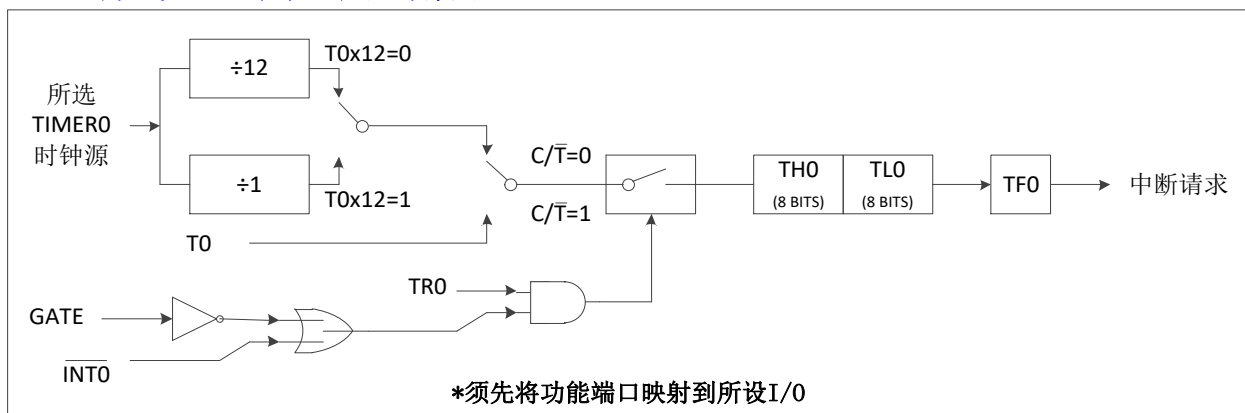 ÷12
T0x12=0
所选
TIMER0
时钟源
÷1
T0x12=1
C/T̅=0
C/T̅=1
TH0
(8 BITS)
TL0
(8 BITS)
TF0
中断请求
T0
TR0
GATE
I̅N̅T̅0̅
*须先将功能端口映射到所设I/O